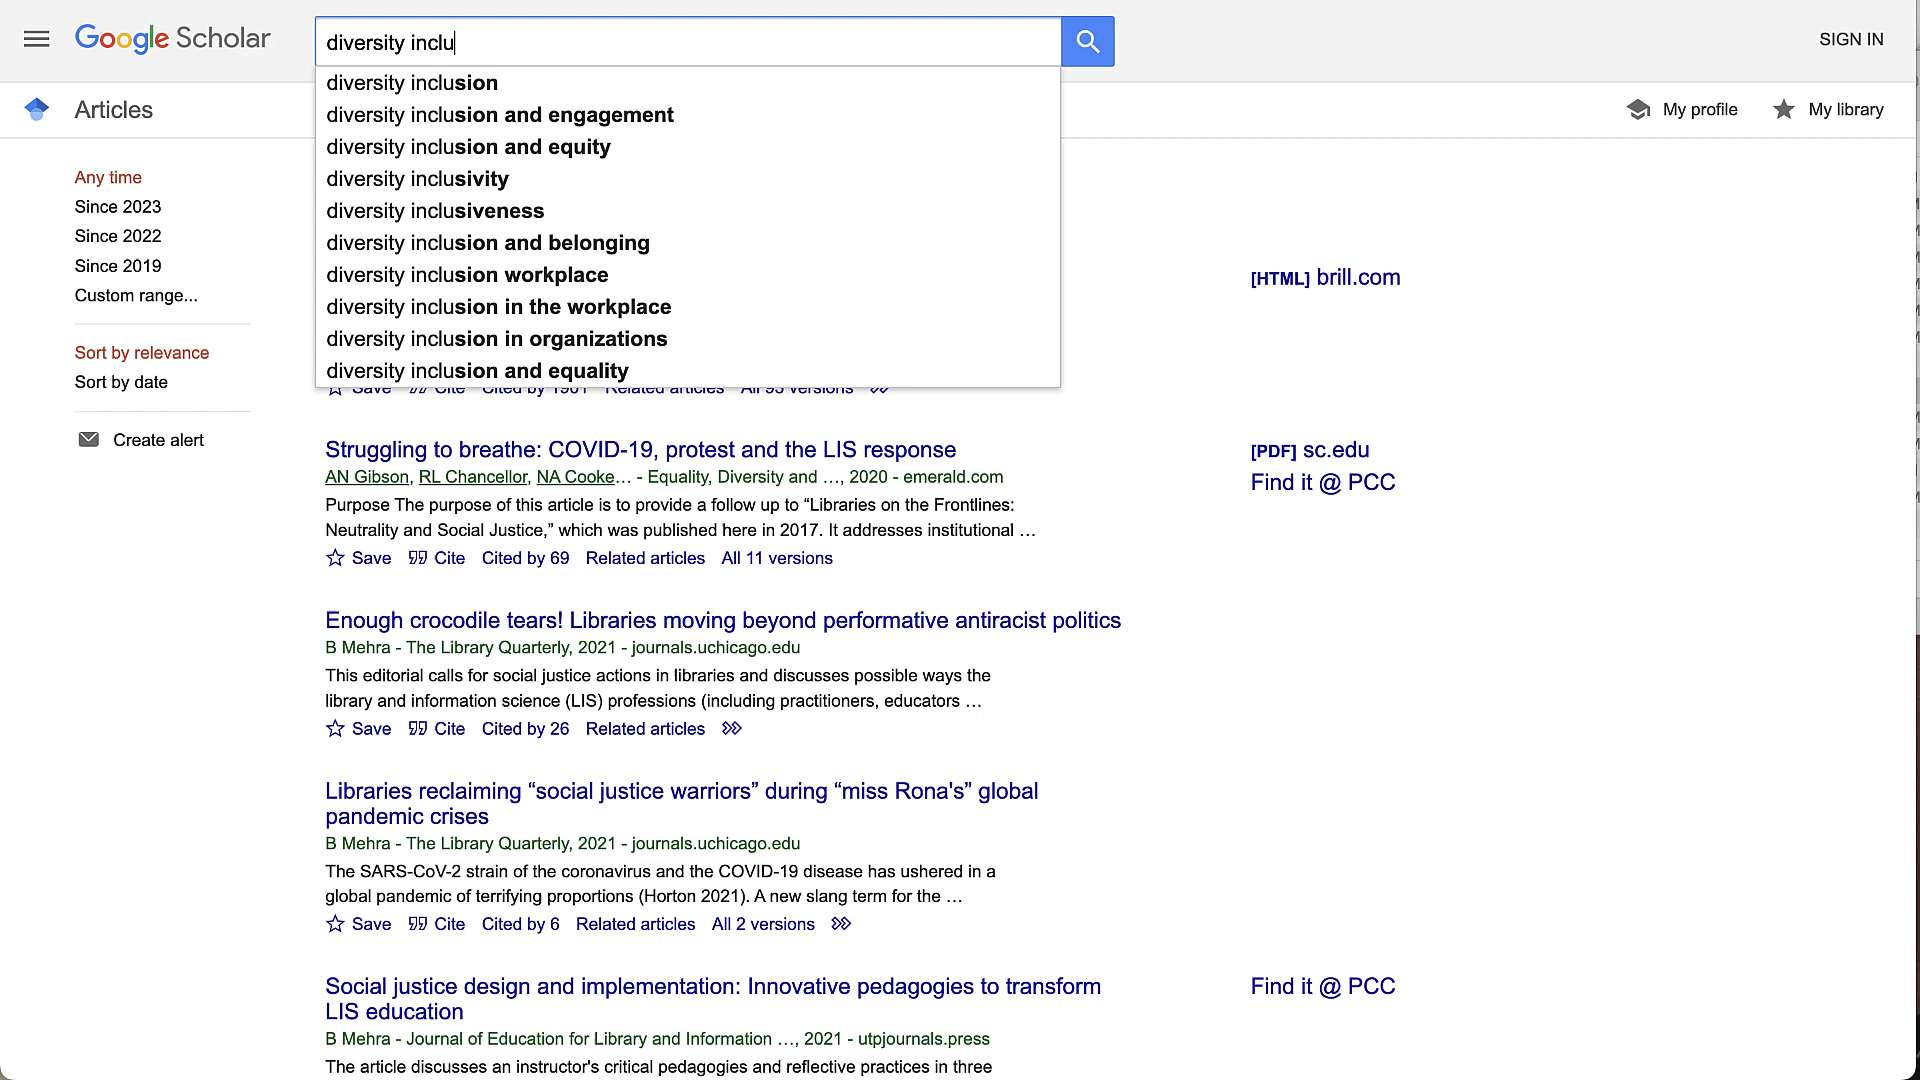 Google Scholar
diversity inclu
SIGN IN
diversity inclusion
diversity inclusion and engagement
diversity inclusion and equity
diversity inclusivity
diversity inclusiveness
diversity inclusion and belonging
diversity inclusion workplace
diversity inclusion in the workplace
diversity inclusion in organizations
diversity inclusion and equality
Articles
My profile
My library
Any time
Since 2023
Since 2022
Since 2019
Custom range...
Sort by relevance
Sort by date
Create alert
[HTML] brill.com
Save Cite Cited by 1901 Related articles All 93 versions
Struggling to breathe: COVID-19, protest and the LIS response
AN Gibson, RL Chancellor, NA Cooke… - Equality, Diversity and …, 2020 - emerald.com
Purpose The purpose of this article is to provide a follow up to “Libraries on the Frontlines:
Neutrality and Social Justice,” which was published here in 2017. It addresses institutional …
Save Cite Cited by 69 Related articles All 11 versions
[PDF] sc.edu
Find it @ PCC
Enough crocodile tears! Libraries moving beyond performative antiracist politics
B Mehra - The Library Quarterly, 2021 - journals.uchicago.edu
This editorial calls for social justice actions in libraries and discusses possible ways the
library and information science (LIS) professions (including practitioners, educators …
Save Cite Cited by 26 Related articles
Libraries reclaiming “social justice warriors” during “miss Rona's” global
pandemic crises
B Mehra - The Library Quarterly, 2021 - journals.uchicago.edu
The SARS-CoV-2 strain of the coronavirus and the COVID-19 disease has ushered in a
global pandemic of terrifying proportions (Horton 2021). A new slang term for the …
Save Cite Cited by 6 Related articles All 2 versions
Social justice design and implementation: Innovative pedagogies to transform
LIS education
B Mehra - Journal of Education for Library and Information …, 2021 - utpjournals.press
The article discusses an instructor's critical pedagogies and reflective practices in three
Find it @ PCC